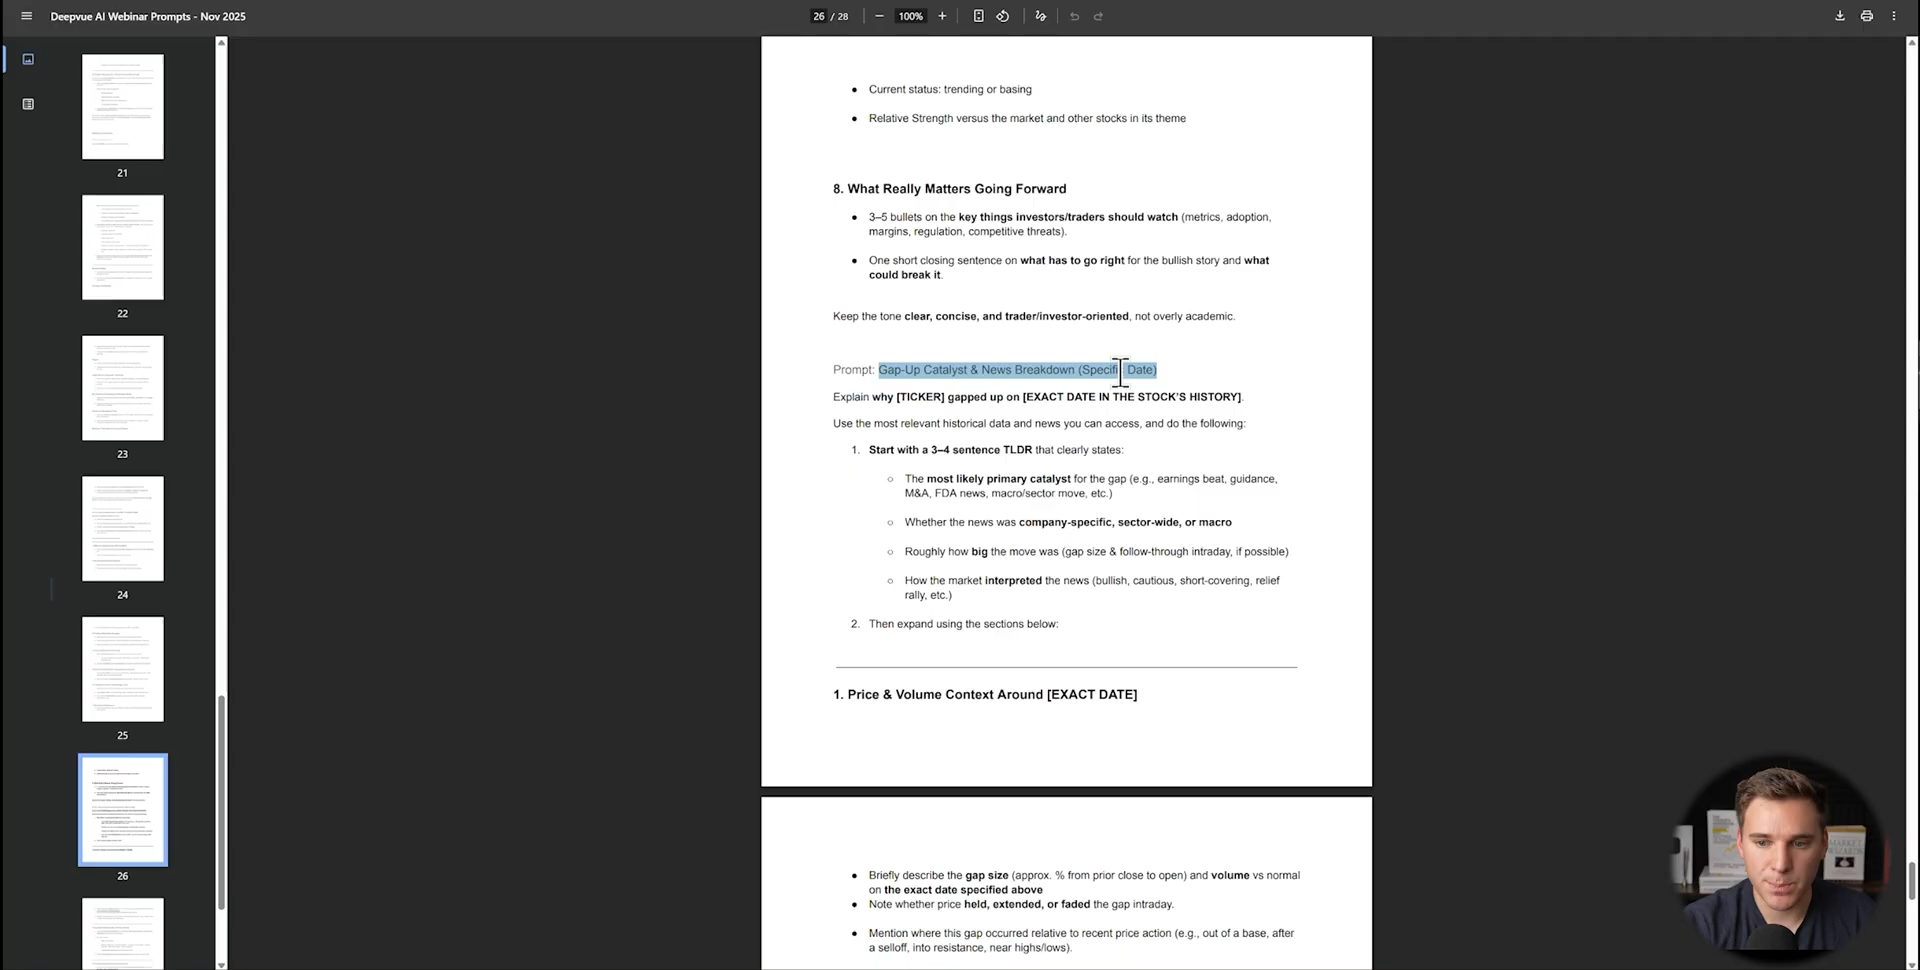 Deepvue AI Webinar Prompts - Nov 2025
26 / 28
100%
21
22
23
24
25
26
● Current status: trending or basing
● Relative Strength versus the market and other stocks in its theme
8. What Really Matters Going Forward
● 3–5 bullets on the key things investors/traders should watch (metrics, adoption,
margins, regulation, competitive threats).
● One short closing sentence on what has to go right for the bullish story and what
could break it.
Keep the tone clear, concise, and trader/investor-oriented, not overly academic.
Prompt: Gap-Up Catalyst & News Breakdown (Specific Date)
Explain why [TICKER] gapped up on [EXACT DATE IN THE STOCK'S HISTORY].
Use the most relevant historical data and news you can access, and do the following:
1. Start with a 3–4 sentence TLDR that clearly states:
○ The most likely primary catalyst for the gap (e.g., earnings beat, guidance,
M&A, FDA news, macro/sector move, etc.)
○ Whether the news was company-specific, sector-wide, or macro
○ Roughly how big the move was (gap size & follow-through intraday, if possible)
○ How the market interpreted the news (bullish, cautious, short-covering, relief
rally, etc.)
2. Then expand using the sections below:
1. Price & Volume Context Around [EXACT DATE]
● Briefly describe the gap size (approx. % from prior close to open) and volume vs normal
on the exact date specified above
● Note whether price held, extended, or faded the gap intraday.
● Mention where this gap occurred relative to recent price action (e.g., out of a base, after
a selloff, into resistance, near highs/lows).